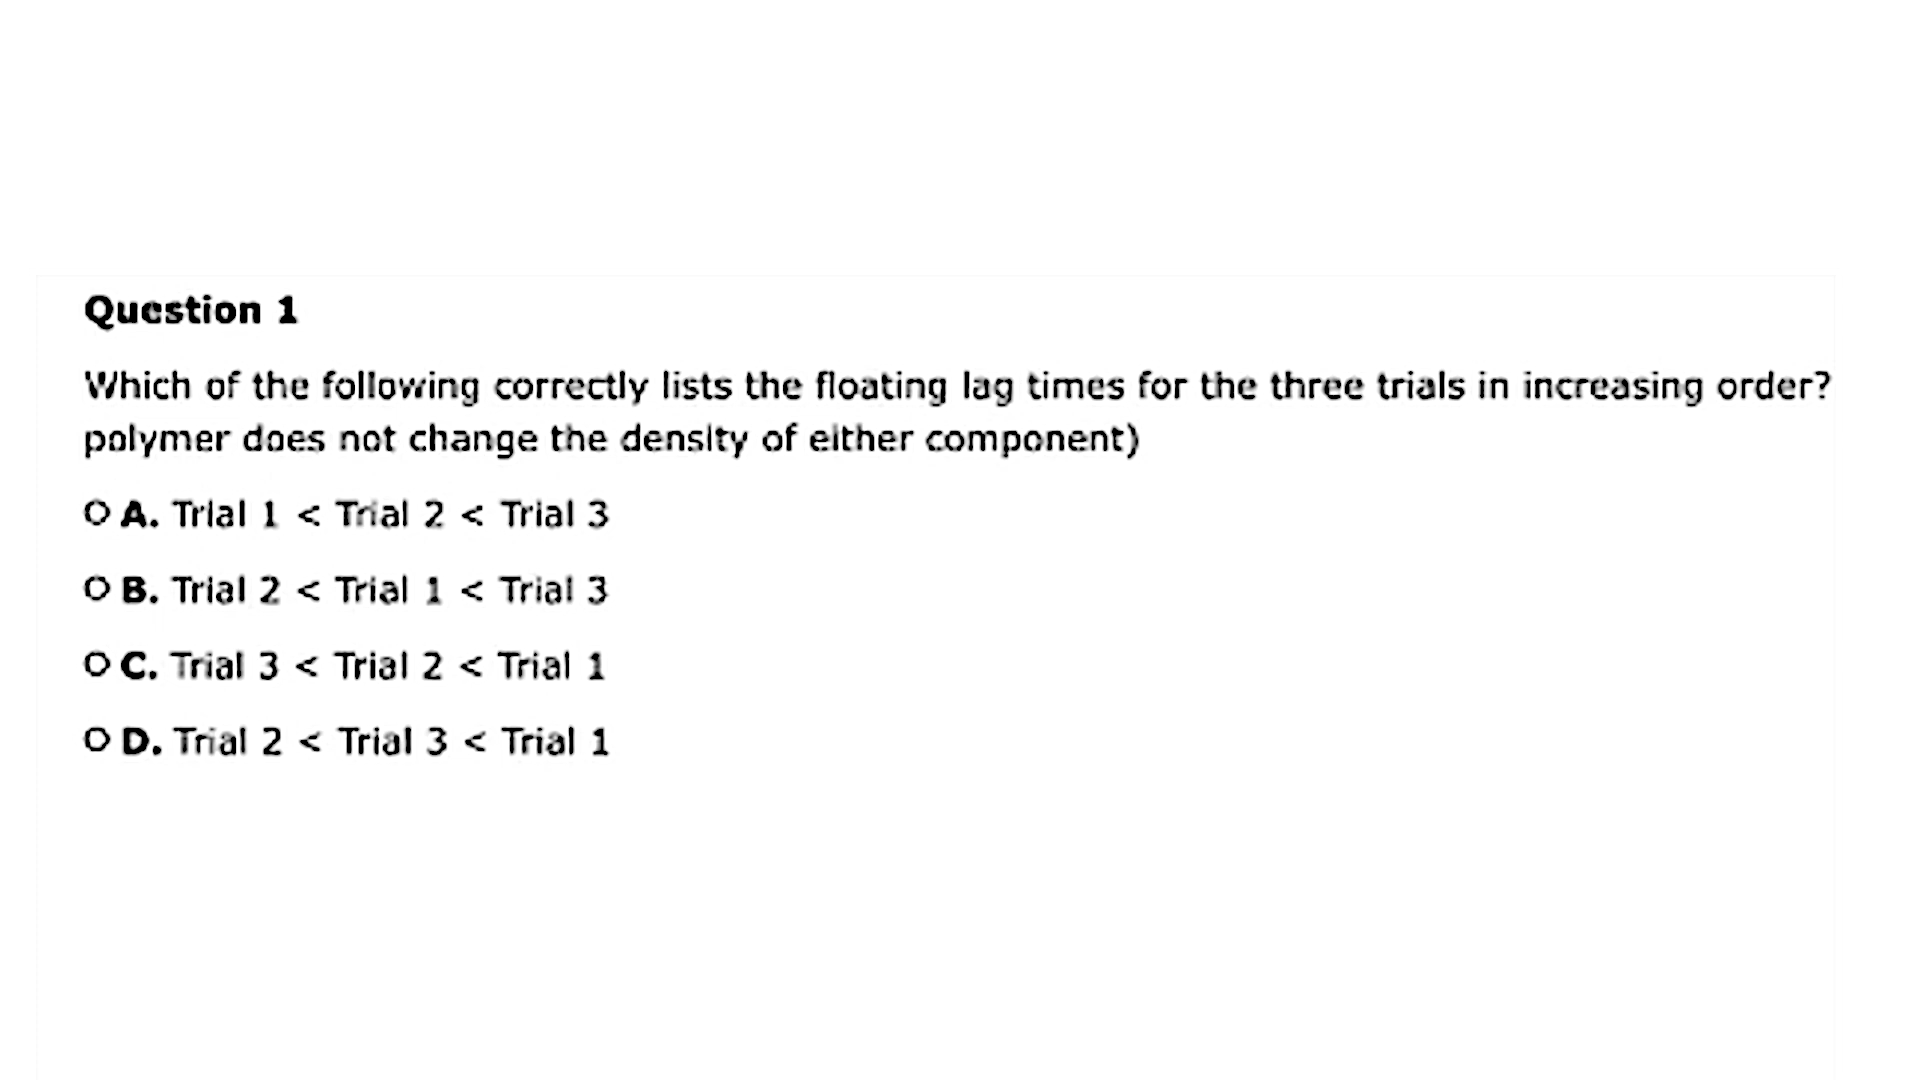 Question 1
Which of the following correctly lists the floating lag times for the three trials in increasing order?
polymer does not change the density of either component)
O A. Trial 1 < Trial 2 < Trial 3
O B. Trial 2 < Trial 1 < Trial 3
O C. Trial 3 < Trial 2 < Trial 1
O D. Trial 2 < Trial 3 < Trial 1